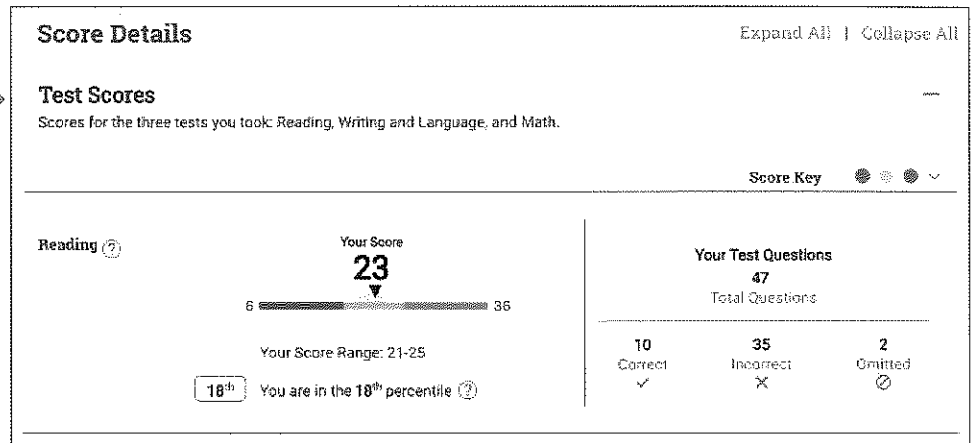 Score Details
Expand All | Collapse All
Test Scores
Scores for the three tests you took: Reading, Writing and Language, and Math.
Score Key
Reading ?
Your Score
23
6 36
Your Score Range: 21-25
18th You are in the 18th percentile ?
Your Test Questions
47
Total Questions
10 35 2
Correct Incorrect Omitted